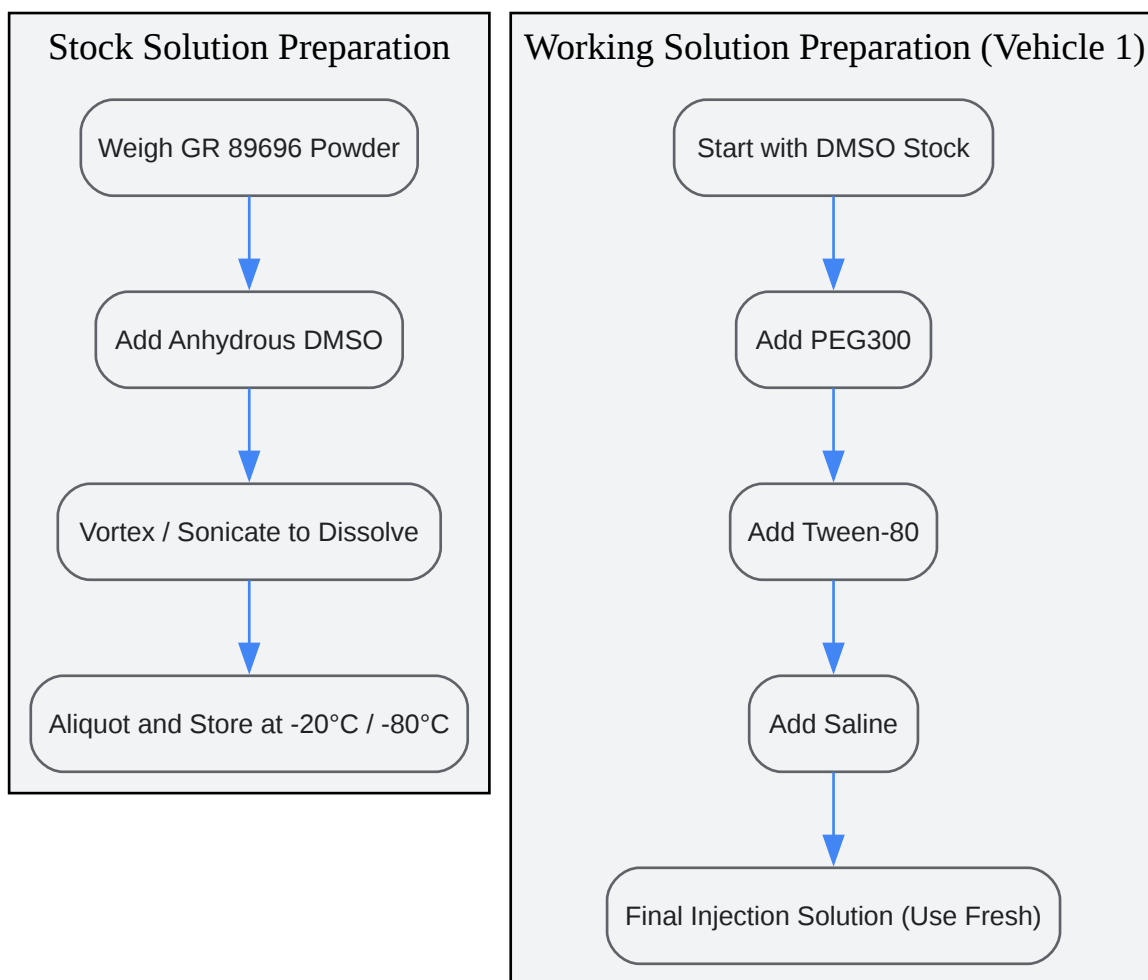 Stock Solution Preparation
Weigh GR 89696 Powder
Add Anhydrous DMSO
Vortex / Sonicate to Dissolve
Aliquot and Store at -20°C / -80°C
Working Solution Preparation (Vehicle 1)
Start with DMSO Stock
Add PEG300
Add Tween-80
Add Saline
Final Injection Solution (Use Fresh)